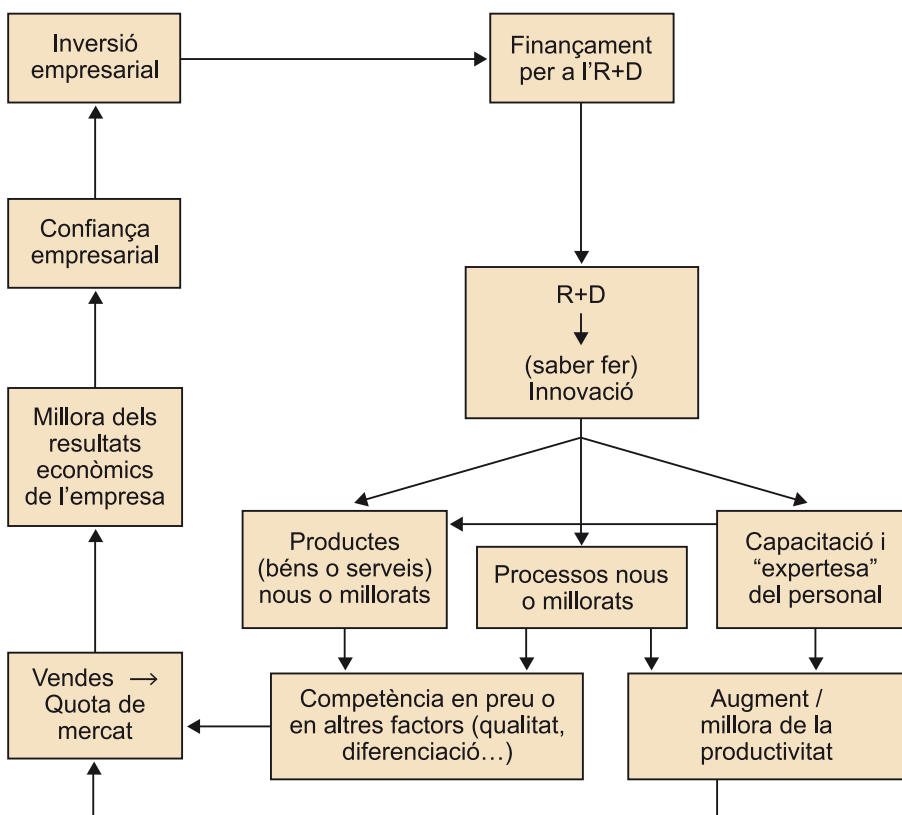 Inversió
empresarial
Finançament
per a l'R+D
Confiança
empresarial
R+D
(saber fer)
Innovació
Millora dels
resultats
econòmics
de l'empresa
Productes
(béns o serveis)
nous o millorats
Processos nous
o millorats
Capacitació i
“expertesa”
del personal
Vendes →
Quota de
mercat
Competència en preu o
en altres factors (qualitat,
diferenciació…)
Augment /
millora de la
productivitat